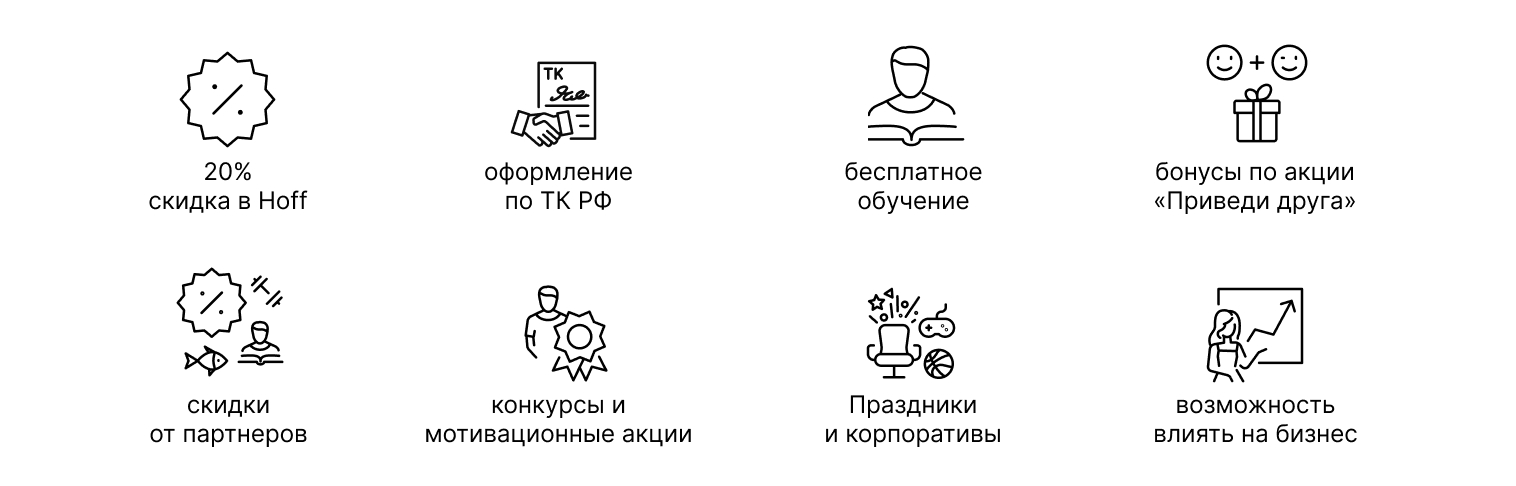 20%
скидка в Hoff
ТК
оформление
по ТК РФ
бесплатное
обучение
бонусы по акции
«Приведи друга»
скидки
от партнеров
конкурсы и
мотивационные акции
Праздники
и корпоративы
возможность
влиять на бизнес